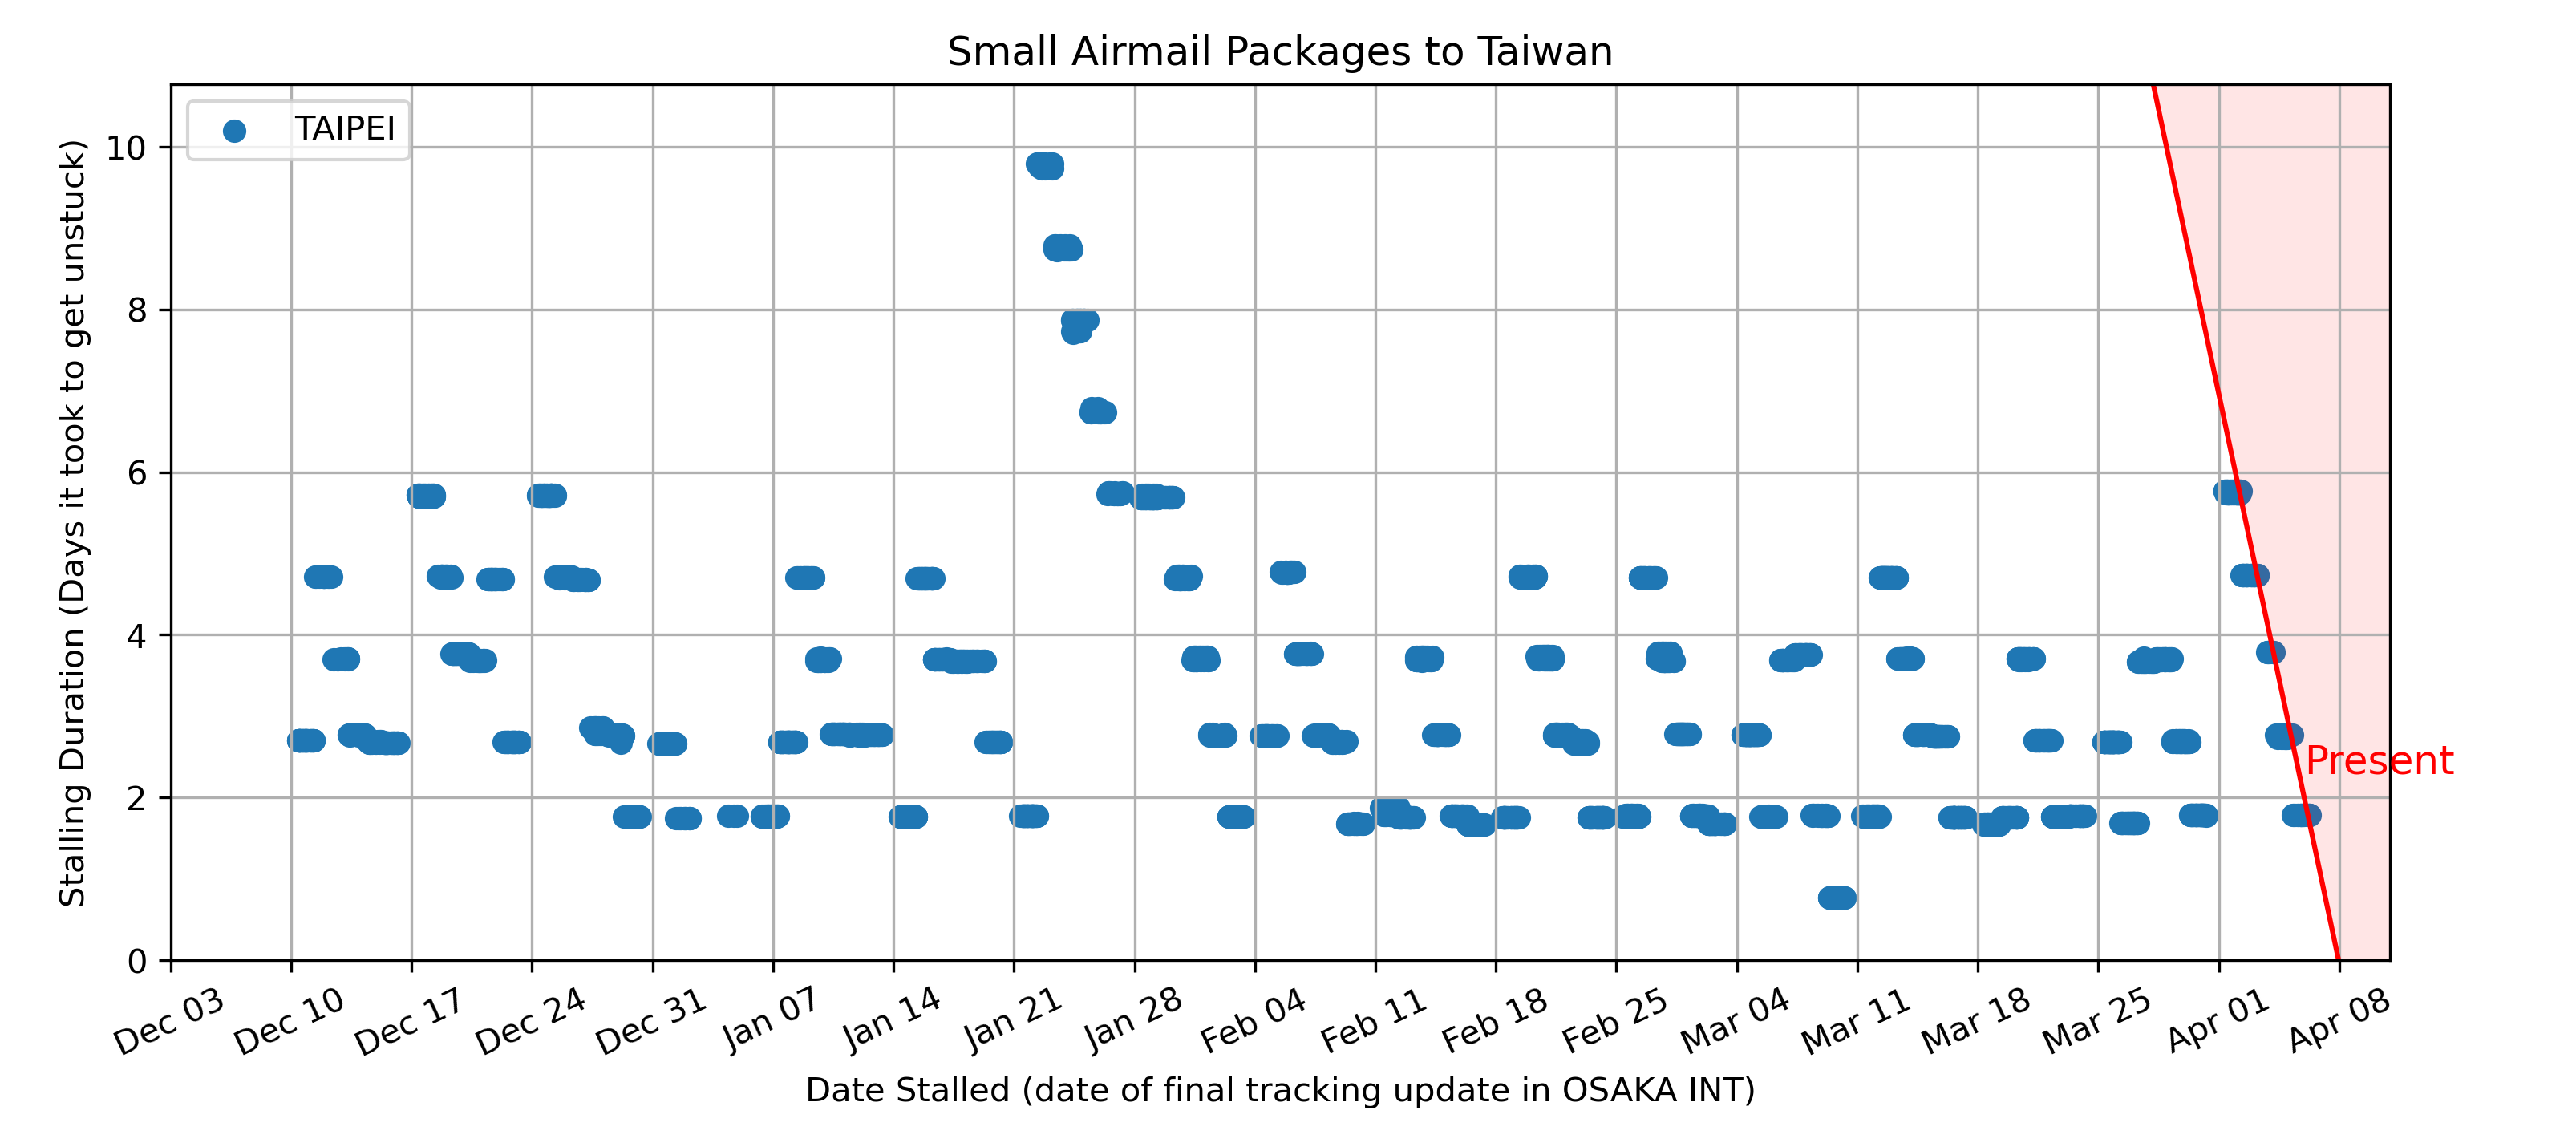 Small Airmail Packages to Taiwan
TAIPEI
Stalling Duration (Days it took to get unstuck)
10
8
6
4
2
0
Present
Dec 03
Dec 10
Dec 17
Dec 24
Dec 31
Jan 07
Jan 14
Jan 21
Jan 28
Feb 04
Feb 11
Feb 18
Feb 25
Mar 04
Mar 11
Mar 18
Mar 25
Apr 01
Apr 08
Date Stalled (date of final tracking update in OSAKA INT)